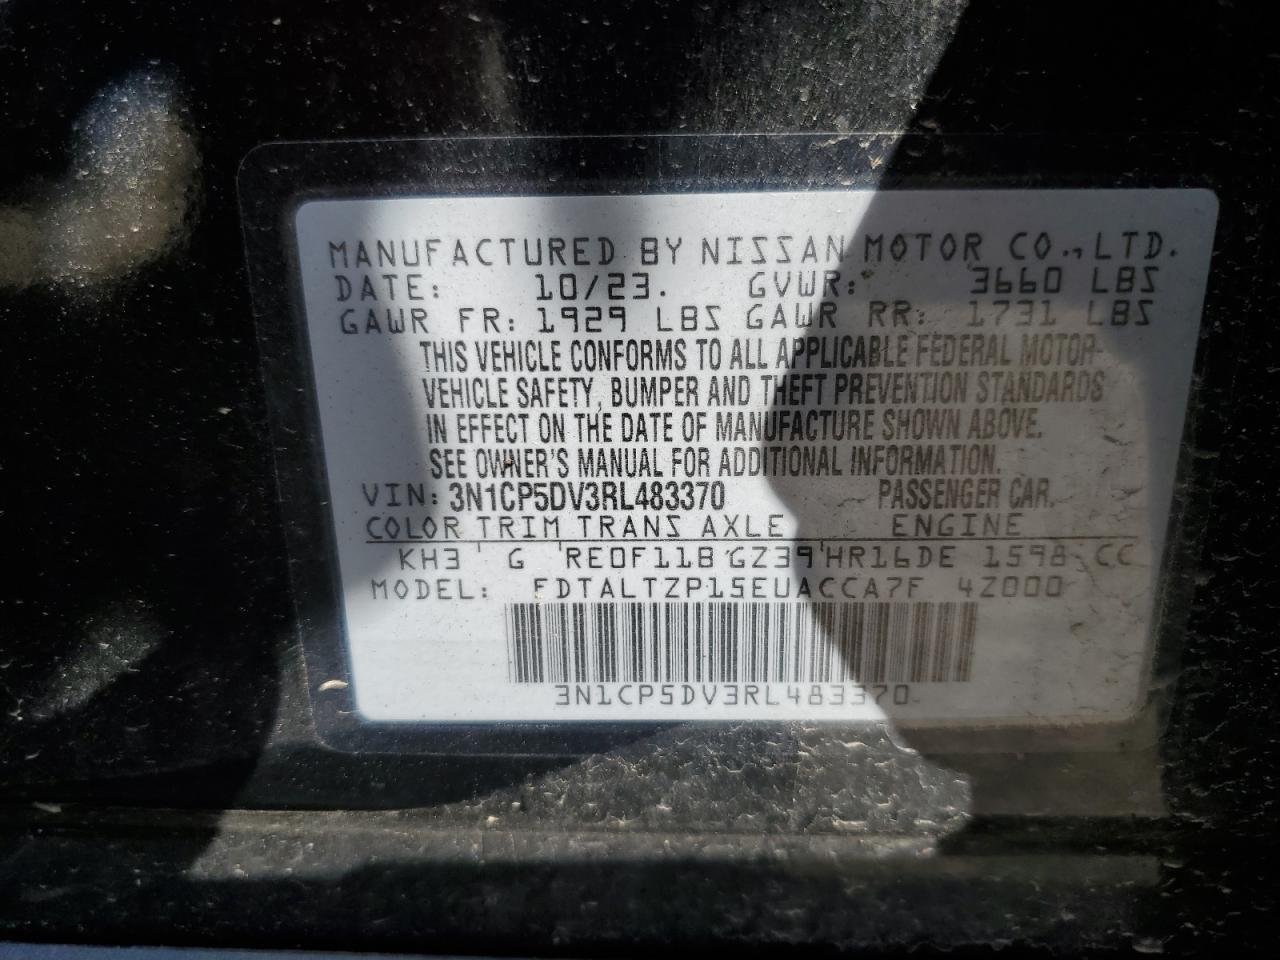 MANUFACTURED BY NISSAN MOTOR CO., LTD.
DATE: 10/23. GVWR: 3660 LBS
GAWR FR: 1929 LBS GAWR RR: 1731 LBS
THIS VEHICLE CONFORMS TO ALL APPLICABLE FEDERAL MOTOR-
VEHICLE SAFETY, BUMPER AND THEFT PREVENTION STANDARDS
IN EFFECT ON THE DATE OF MANUFACTURE SHOWN ABOVE.
SEE OWNER'S MANUAL FOR ADDITIONAL INFORMATION.
VIN: 3N1CP5DV3RL483370 PASSENGER CAR.
COLOR TRIM TRANS AXLE ENGINE
KH3 ' G 'RE0F11B'GZ39'HR16DE 1598 CC
MODEL: FDTALTZP15EUACCA7F 4Z000
3N1CP5DV3RL483370